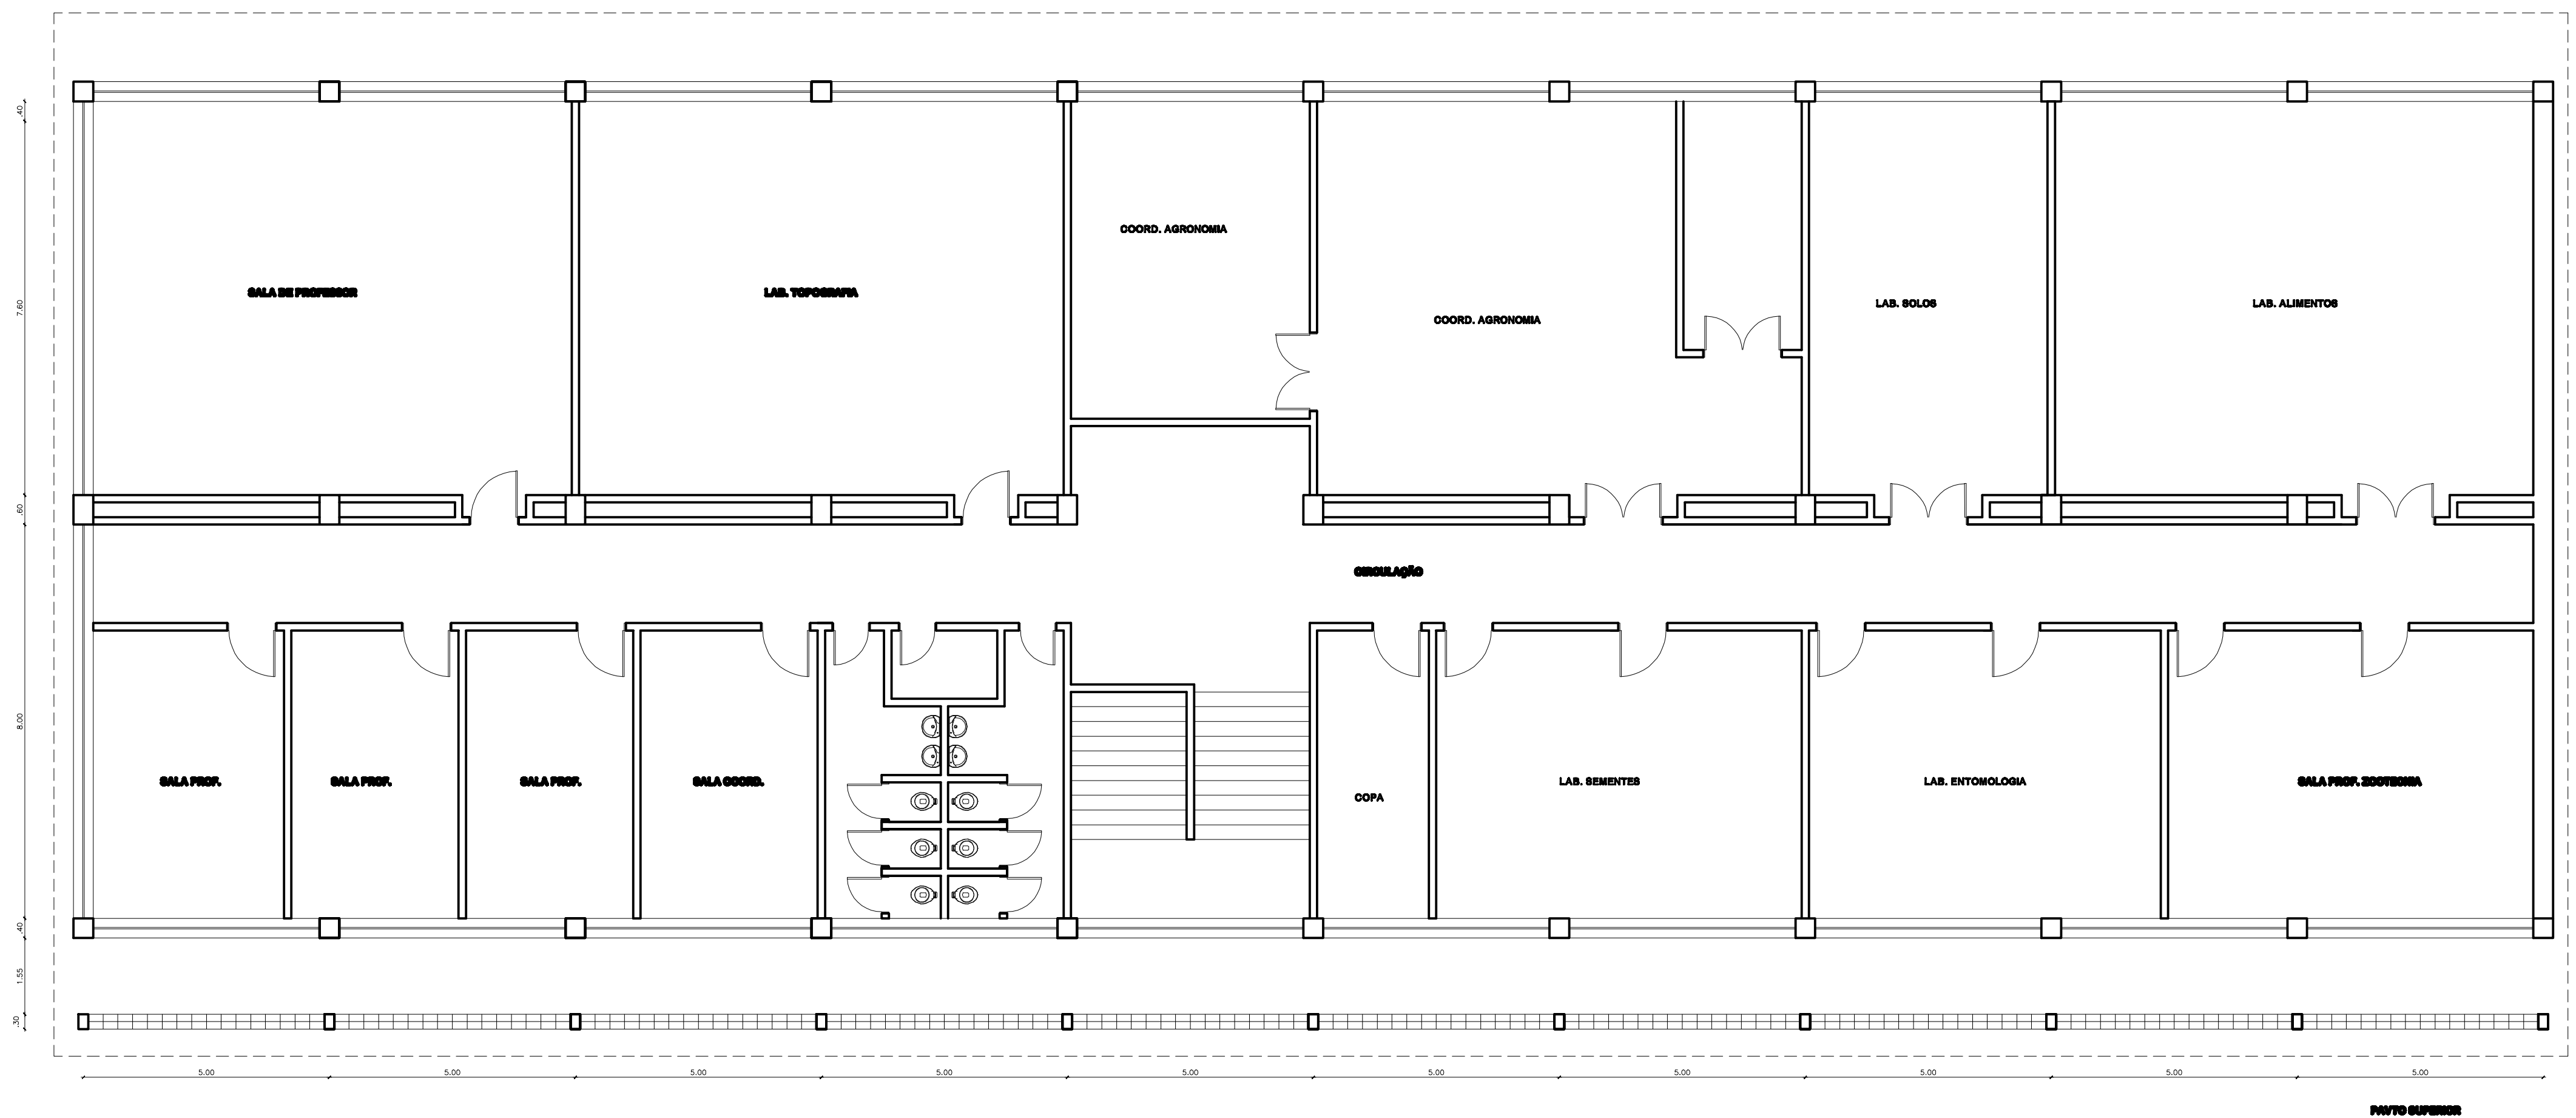 .40
COORD. AGRONOMIA
SALA DE PROFESSOR
LAB. TOPOGRAFIA
LAB. SOLOS
LAB. ALIMENTOS
7.60
COORD. AGRONOMIA
.60
CIRCULAÇÃO
8.00
SALA PROF.
SALA PROF.
SALA PROF.
SALA COORD.
LAB. SEMENTES
LAB. ENTOMOLOGIA
SALA PROF. ZOOTECNIA
COPA
.40
1.55
.30
5.00
5.00
5.00
5.00
5.00
5.00
5.00
5.00
5.00
5.00
PAVTO SUPERIOR